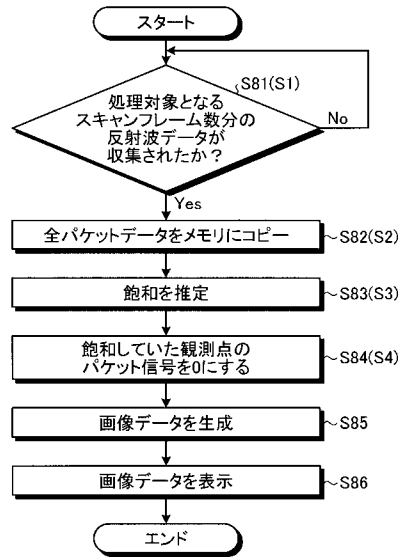 スタート
S81(S1)
処理対象となる
スキャンフレーム数分の
反射波データが
収集されたか?
No
Yes
全パケットデータをメモリにコピー
S82(S2)
飽和を推定
S83(S3)
飽和していた観測点の
パケット信号を0にする
S84(S4)
画像データを生成
S85
画像データを表示
S86
エンド